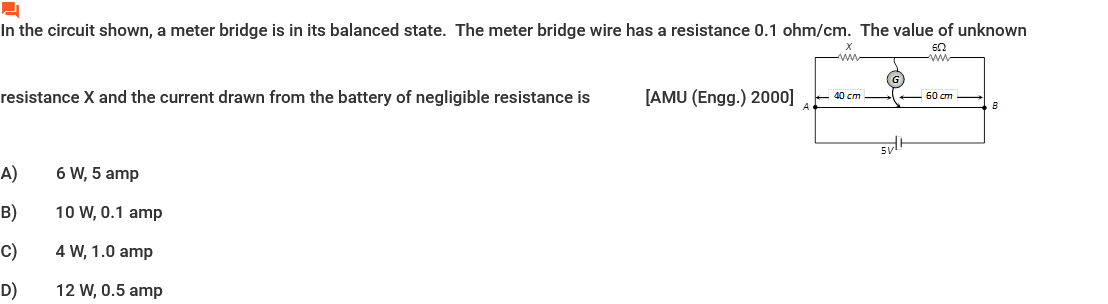 In the circuit shown, a meter bridge is in its balanced state. The meter bridge wire has a resistance 0.1 ohm/cm. The value of unknown
X 6Ω
G
resistance X and the current drawn from the battery of negligible resistance is [AMU (Engg.) 2000]
40 cm 60 cm
A B
5V
A) 6 W, 5 amp
B) 10 W, 0.1 amp
C) 4 W, 1.0 amp
D) 12 W, 0.5 amp